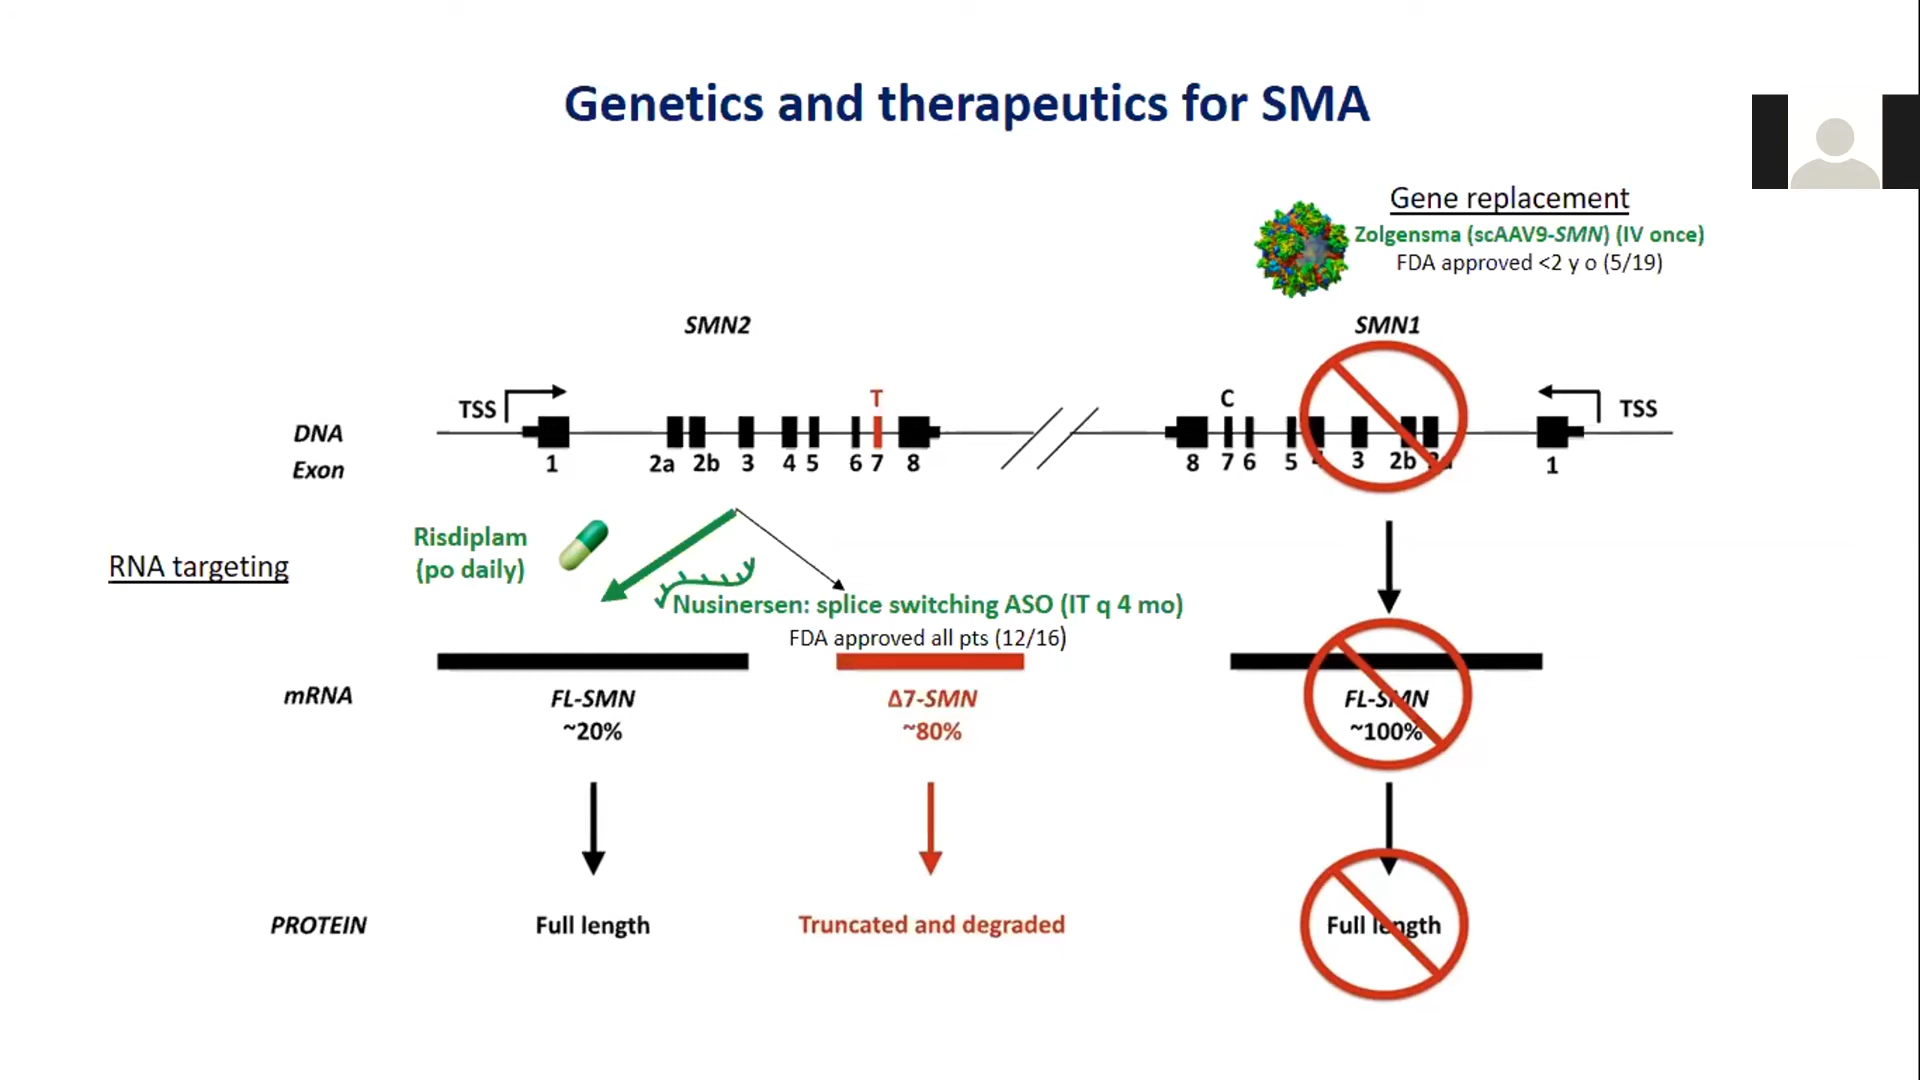 Genetics and therapeutics for SMA
Gene replacement
Zolgensma (scAAV9-SMN) (IV once)
FDA approved <2 y o (5/19)
SMN2
SMN1
T
C
TSS
TSS
DNA
Exon
1 2a 2b 3 4 5 6 7 8
8 7 6 5 4 3 2b 2a 1
Risdiplam
(po daily)
RNA targeting
Nusinersen: splice switching ASO (IT q 4 mo)
FDA approved all pts (12/16)
mRNA
FL-SMN
~20%
Δ7-SMN
~80%
FL-SMN
~100%
PROTEIN
Full length
Truncated and degraded
Full length